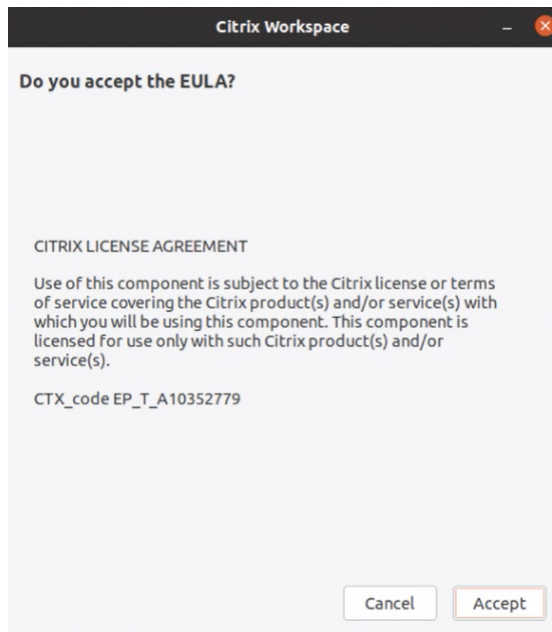 Citrix Workspace
Do you accept the EULA?
CITRIX LICENSE AGREEMENT
Use of this component is subject to the Citrix license or terms
of service covering the Citrix product(s) and/or service(s) with
which you will be using this component. This component is
licensed for use only with such Citrix product(s) and/or
service(s).
CTX_code EP_T_A10352779
Cancel Accept